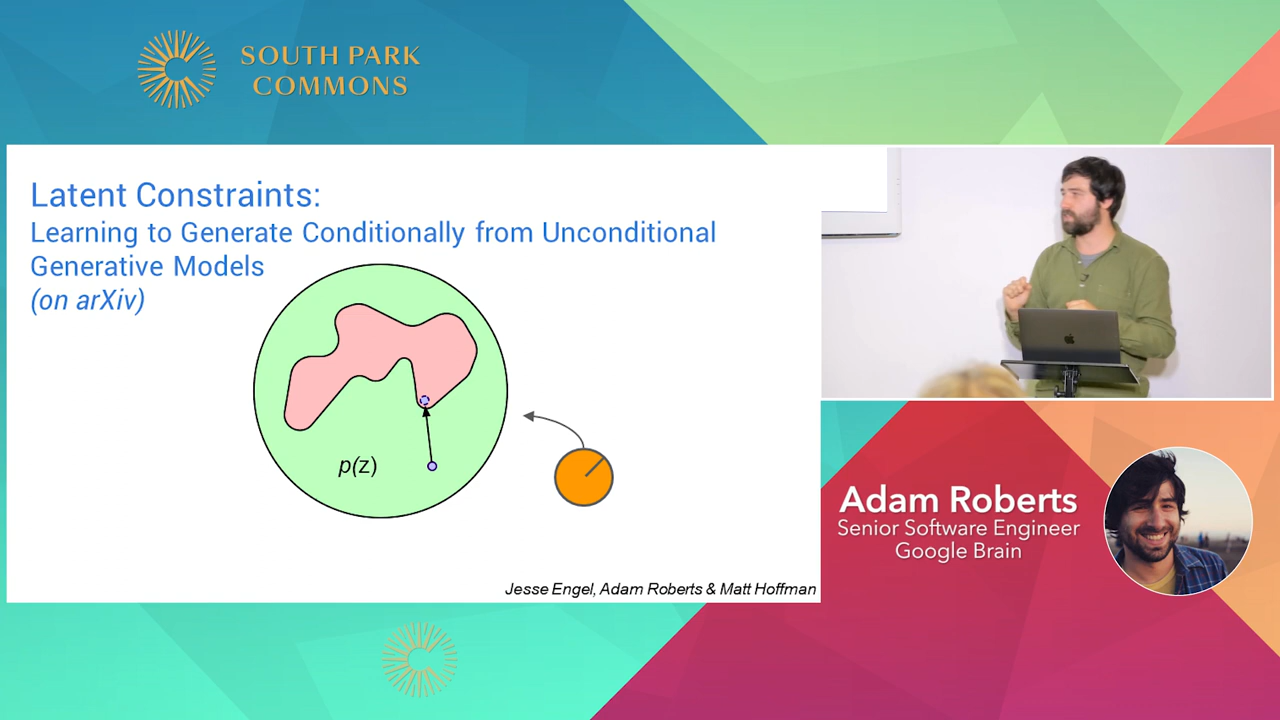 SOUTH PARK
COMMONS
Latent Constraints:
Learning to Generate Conditionally from Unconditional
Generative Models
(on arXiv)
p(z)
Jesse Engel, Adam Roberts & Matt Hoffman
Adam Roberts
Senior Software Engineer
Google Brain